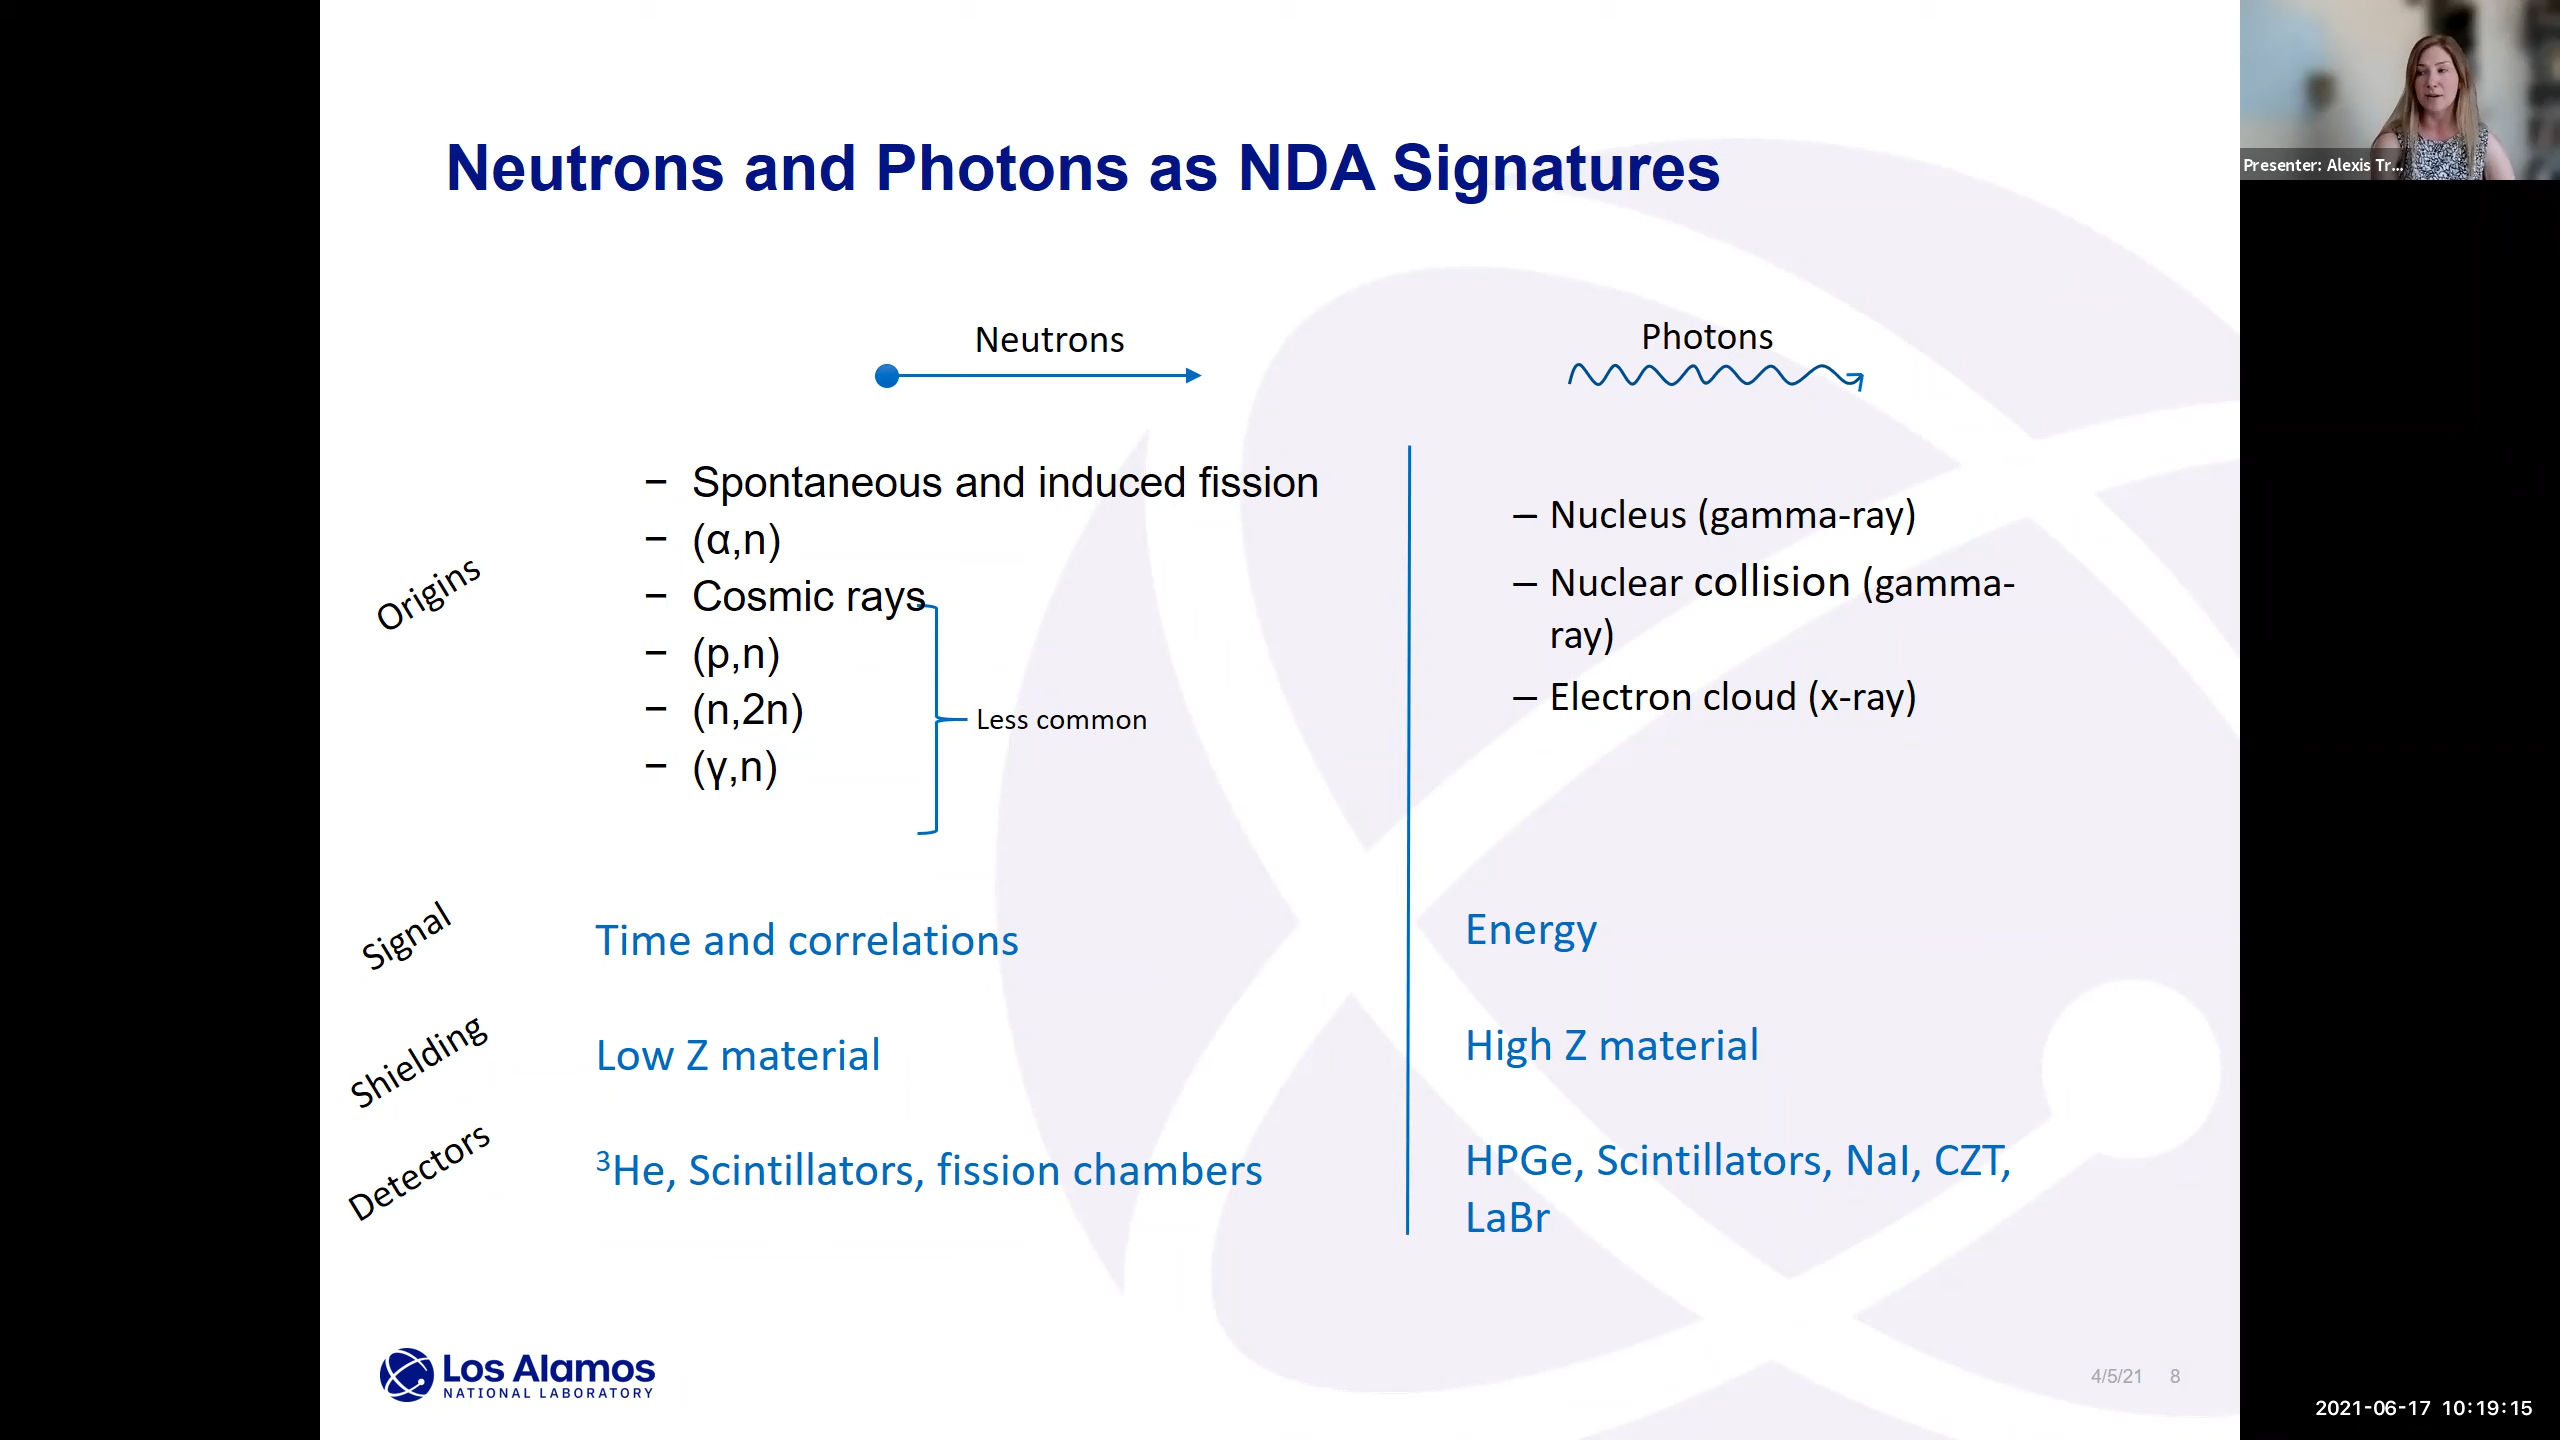 Neutrons and Photons as NDA Signatures
Presenter: Alexis Tr...
Neutrons
Photons
Origins
– Spontaneous and induced fission
– (α,n)
– Cosmic rays
– (p,n)
– (n,2n)
– (γ,n)
Less common
– Nucleus (gamma-ray)
– Nuclear collision (gamma-
ray)
– Electron cloud (x-ray)
Signal
Time and correlations
Energy
Shielding
Low Z material
High Z material
Detectors
³He, Scintillators, fission chambers
HPGe, Scintillators, NaI, CZT,
LaBr
Los Alamos
NATIONAL LABORATORY
4/5/21 8
2021-06-17 10:19:15